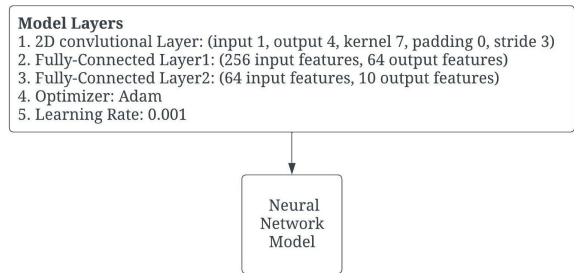 Model Layers
1. 2D convlutional Layer: (input 1, output 4, kernel 7, padding 0, stride 3)
2. Fully-Connected Layer1: (256 input features, 64 output features)
3. Fully-Connected Layer2: (64 input features, 10 output features)
4. Optimizer: Adam
5. Learning Rate: 0.001
Neural
Network
Model